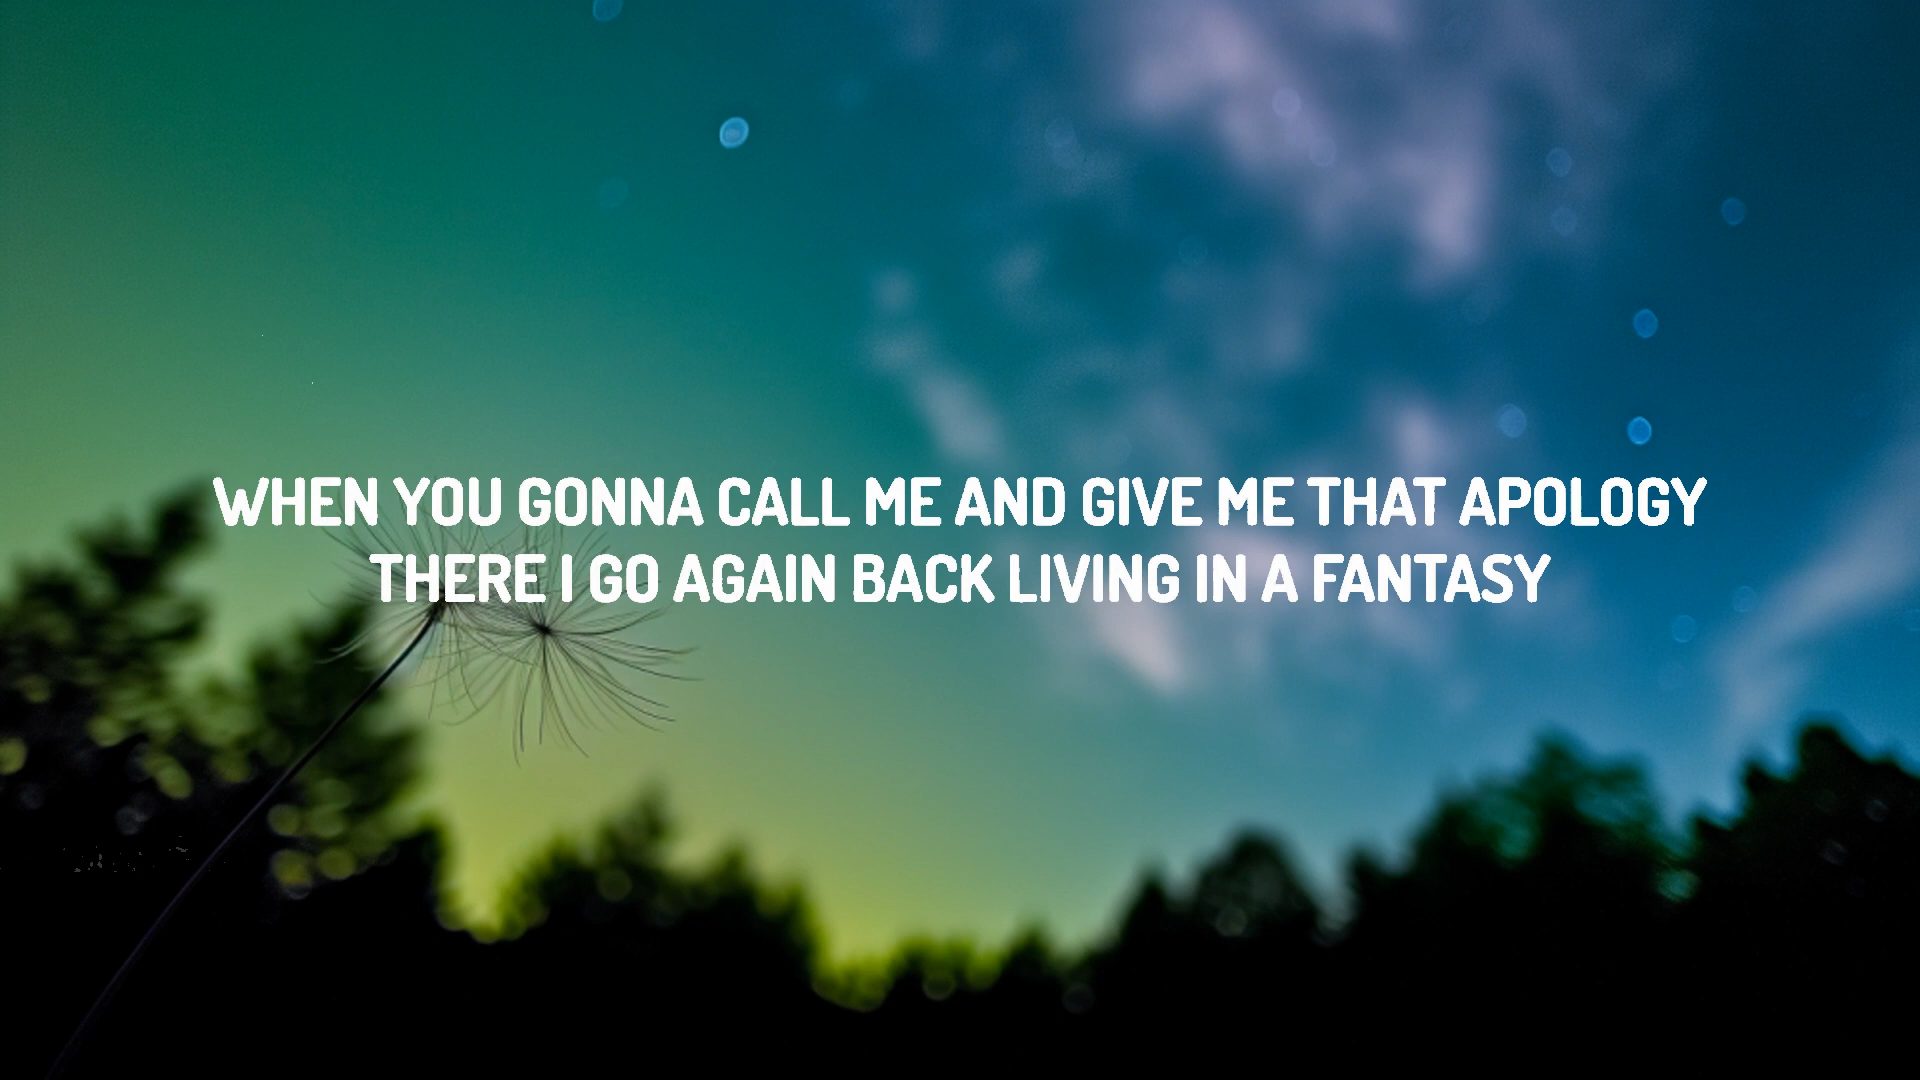 WHEN YOU GONNA CALL ME AND GIVE ME THAT APOLOGY
THERE I GO AGAIN BACK LIVING IN A FANTASY